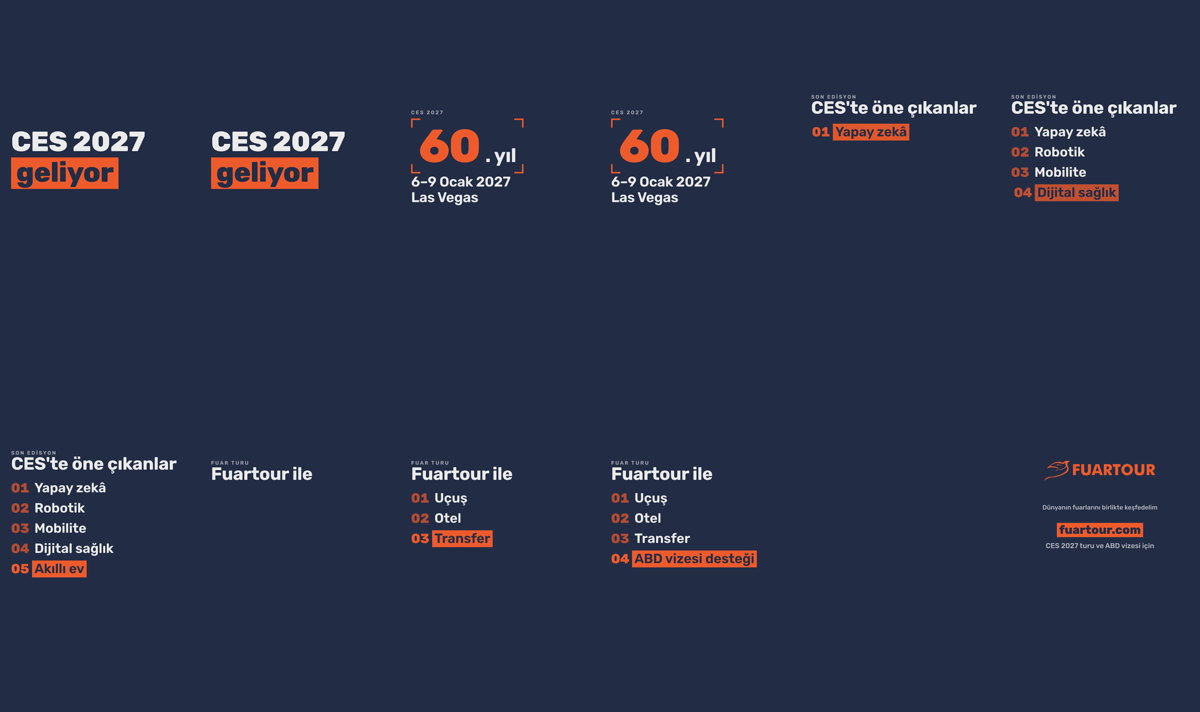 CES 2027
geliyor
CES 2027
geliyor
CES 2027
60. yıl
6–9 Ocak 2027
Las Vegas
CES 2027
60. yıl
6–9 Ocak 2027
Las Vegas
SON EDİSYON
CES'te öne çıkanlar
01 Yapay zekâ
SON EDİSYON
CES'te öne çıkanlar
01 Yapay zekâ
02 Robotik
03 Mobilite
04 Dijital sağlık
SON EDİSYON
CES'te öne çıkanlar
01 Yapay zekâ
02 Robotik
03 Mobilite
04 Dijital sağlık
05 Akıllı ev
FUAR TURU
Fuartour ile
FUAR TURU
Fuartour ile
01 Uçuş
02 Otel
03 Transfer
FUAR TURU
Fuartour ile
01 Uçuş
02 Otel
03 Transfer
04 ABD vizesi desteği
FUARTOUR
Dünyanın fuarlarını birlikte keşfedelim
fuartour.com
CES 2027 turu ve ABD vizesi için